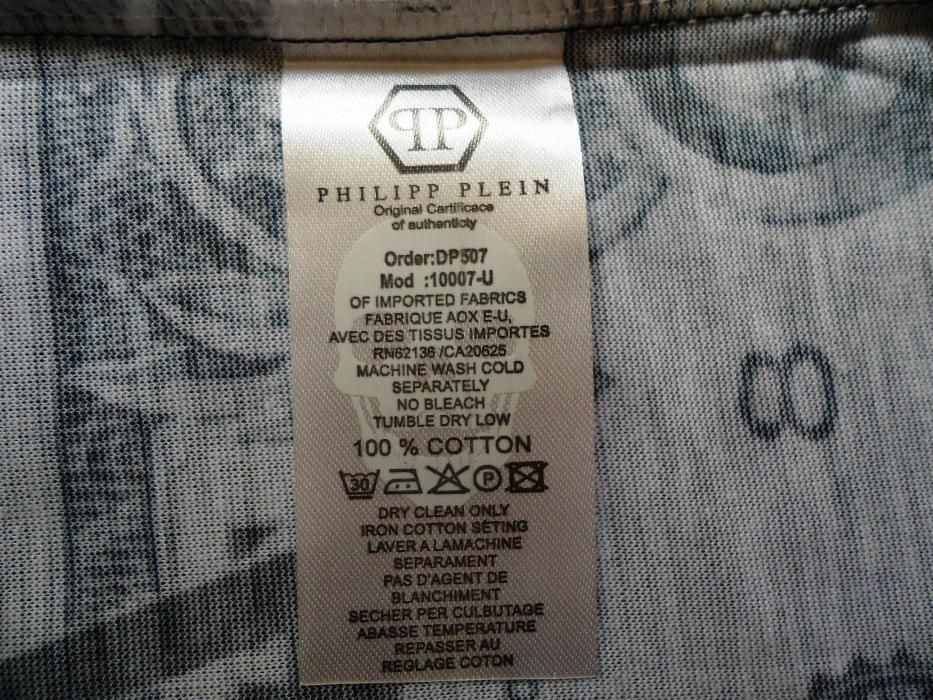 PP
PHILIPP PLEIN
Original Cartificace
of authenticty
Order:DP507
Mod :10007-U
OF IMPORTED FABRICS
FABRIQUE AOX E-U,
AVEC DES TISSUS IMPORTES
RN62136 /CA20625
MACHINE WASH COLD
SEPARATELY
NO BLEACH
TUMBLE DRY LOW
100 % COTTON
30 P
DRY CLEAN ONLY
IRON COTTON SETING
LAVER A LAMACHINE
SEPARAMENT
PAS D'AGENT DE
BLANCHIMENT
SECHER PER CULBUTAGE
ABASSE TEMPERATURE
REPASSER AU
REGLAGE COTON
8